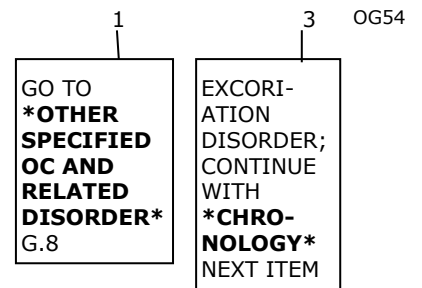 1 3 OG54
GO TO
*OTHER
SPECIFIED
OC AND
RELATED
DISORDER*
G.8
EXCORI-
ATION
DISORDER;
CONTINUE
WITH
*CHRO-
NOLOGY*
NEXT ITEM